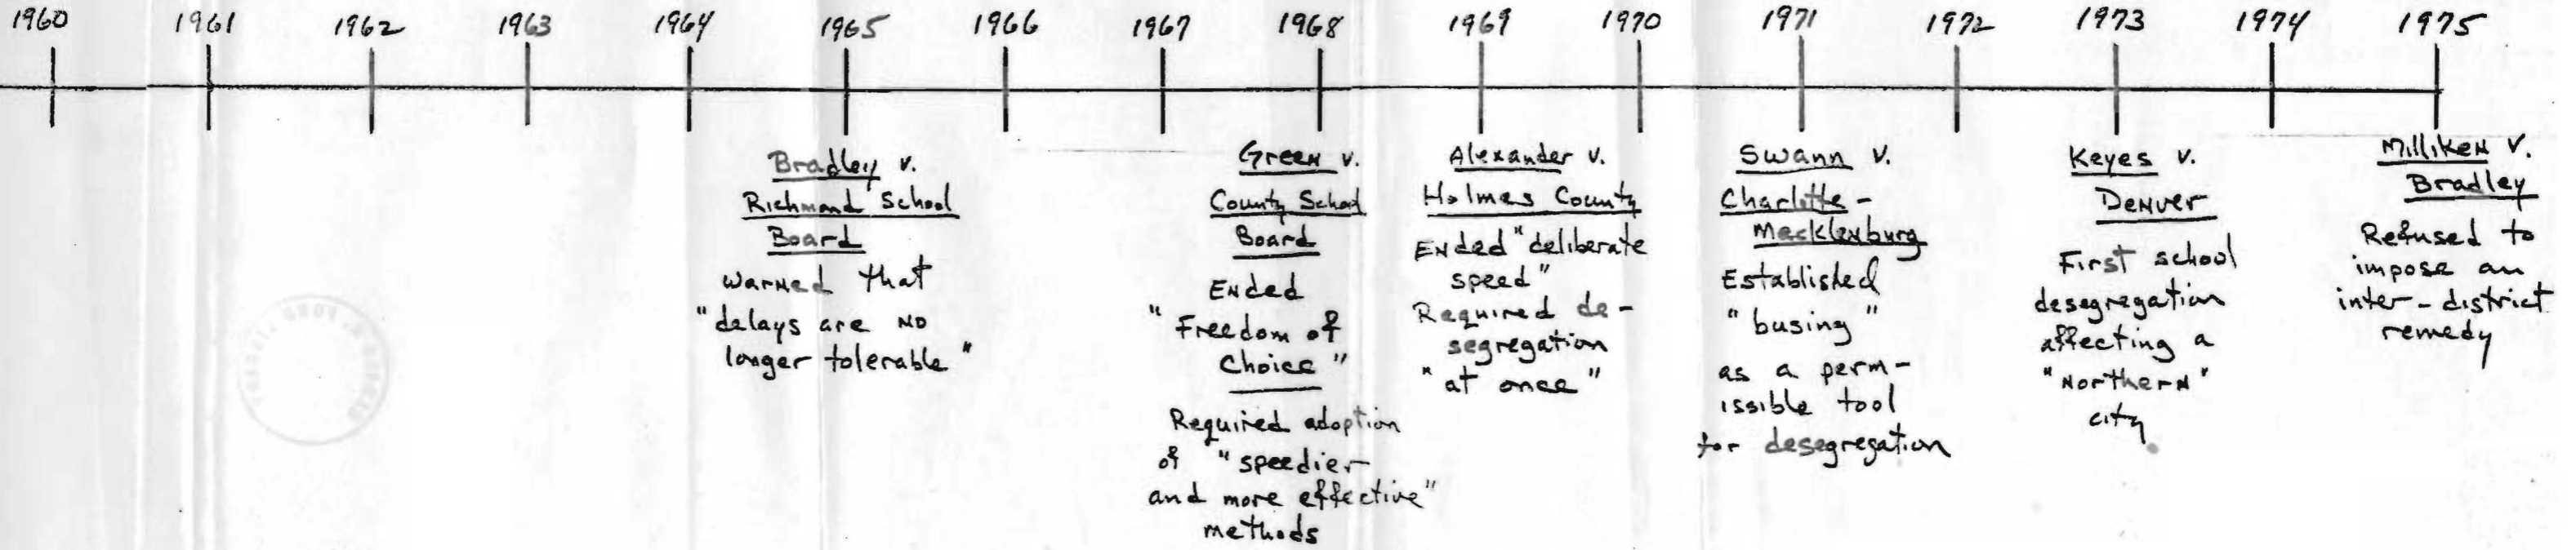 1960 1961 1962 1963 1964 1965 1966 1967 1968 1969 1970 1971 1972 1973 1974 1975
Bradley v.
Richmond School
Board
warned that
"delays are no
longer tolerable"
Green v.
County School
Board
Ended
"Freedom of
Choice"
Required adoption
of "speedier
and more effective"
methods
Alexander v.
Holmes County
Ended "deliberate
speed"
Required de-
segregation
"at once"
Swann v.
Charlotte-
Mecklenburg
Established
"busing"
as a perm-
issible tool
for desegregation
Keyes v.
Denver
First school
desegregation
affecting a
"Northern"
city.
Milliken v.
Bradley
Refused to
impose an
inter-district
remedy